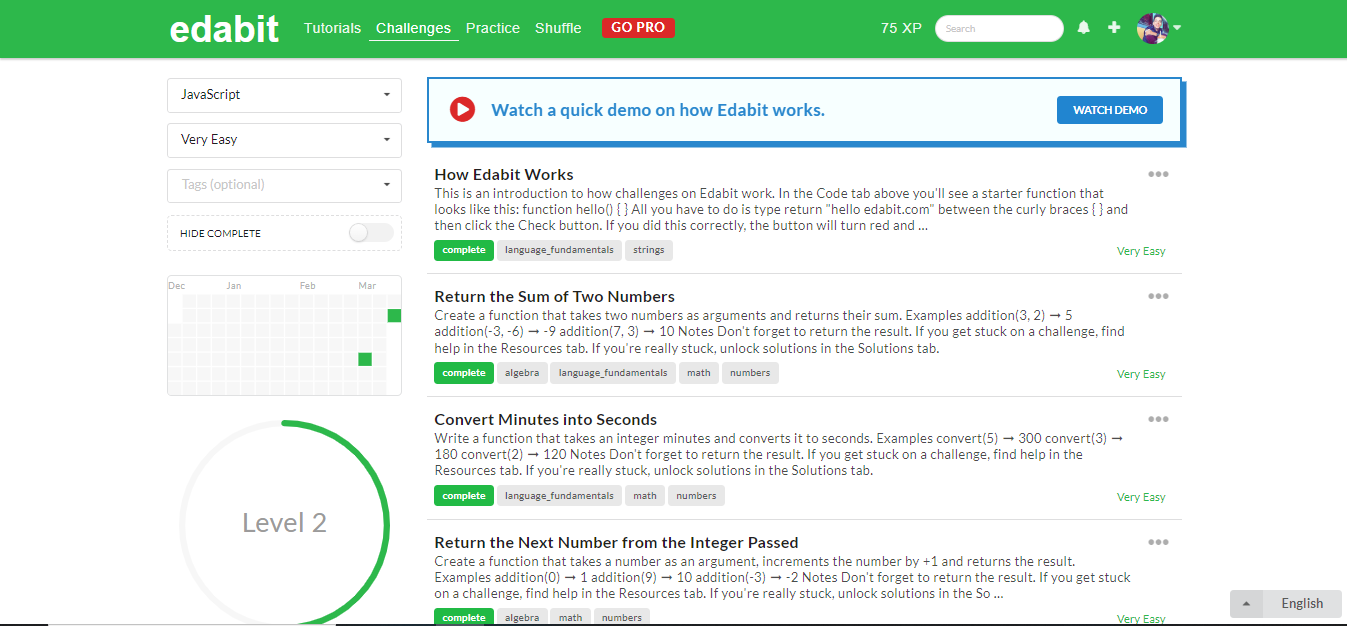 edabit
Tutorials Challenges Practice Shuffle GO PRO 75 XP Search
JavaScript
Very Easy
Tags (optional)
HIDE COMPLETE
Dec Jan Feb Mar
Level 2
Watch a quick demo on how Edabit works. WATCH DEMO
How Edabit Works
This is an introduction to how challenges on Edabit work. In the Code tab above you'll see a starter function that
looks like this: function hello() { } All you have to do is type return "hello edabit.com" between the curly braces { } and
then click the Check button. If you did this correctly, the button will turn red and ...
complete language_fundamentals strings Very Easy
Return the Sum of Two Numbers
Create a function that takes two numbers as arguments and returns their sum. Examples addition(3, 2) → 5
addition(-3, -6) → -9 addition(7, 3) → 10 Notes Don't forget to return the result. If you get stuck on a challenge, find
help in the Resources tab. If you're really stuck, unlock solutions in the Solutions tab.
complete algebra language_fundamentals math numbers Very Easy
Convert Minutes into Seconds
Write a function that takes an integer minutes and converts it to seconds. Examples convert(5) → 300 convert(3) →
180 convert(2) → 120 Notes Don't forget to return the result. If you get stuck on a challenge, find help in the
Resources tab. If you're really stuck, unlock solutions in the Solutions tab.
complete language_fundamentals math numbers Very Easy
Return the Next Number from the Integer Passed
Create a function that takes a number as an argument, increments the number by +1 and returns the result.
Examples addition(0) → 1 addition(9) → 10 addition(-3) → -2 Notes Don't forget to return the result. If you get stuck
on a challenge, find help in the Resources tab. If you're really stuck, unlock solutions in the So ...
complete algebra math numbers Very Easy
English